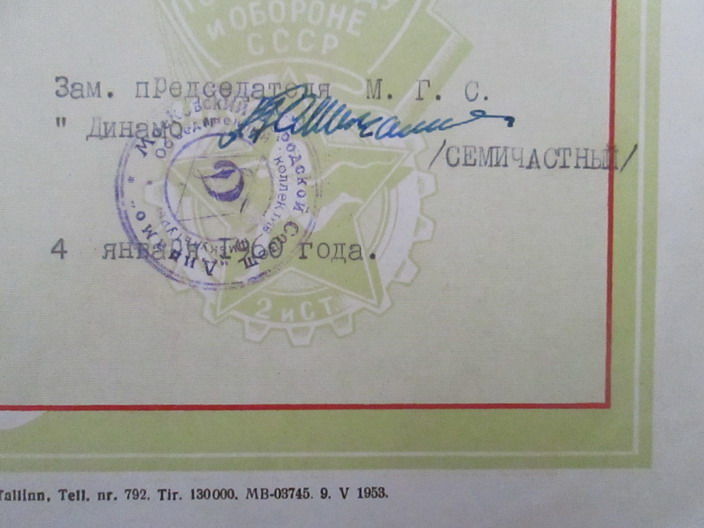 И ОБОРОНЕ
СССР
Зам. председателя М. Г. С.
" Динамо
/СЕМИЧАСТНЫЙ/
4 января 1960 года.
2 и СТ.
Tallinn, Tell. nr. 792. Tir. 130000. MB-03745. 9. V 1953.